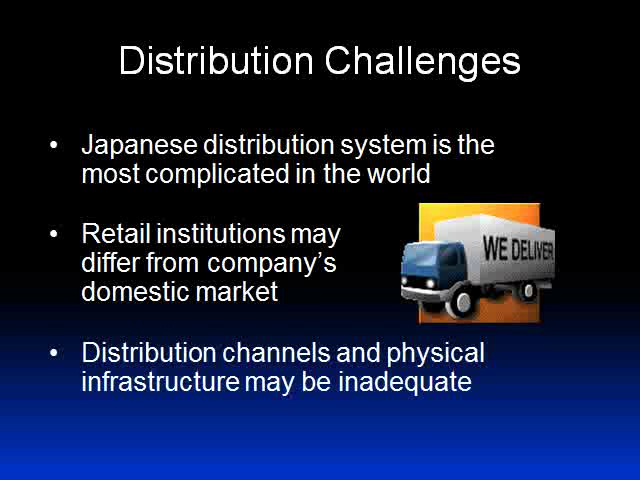 Distribution Challenges
• Japanese distribution system is the
most complicated in the world
• Retail institutions may
differ from company’s
domestic market
WE DELIVER
• Distribution channels and physical
infrastructure may be inadequate